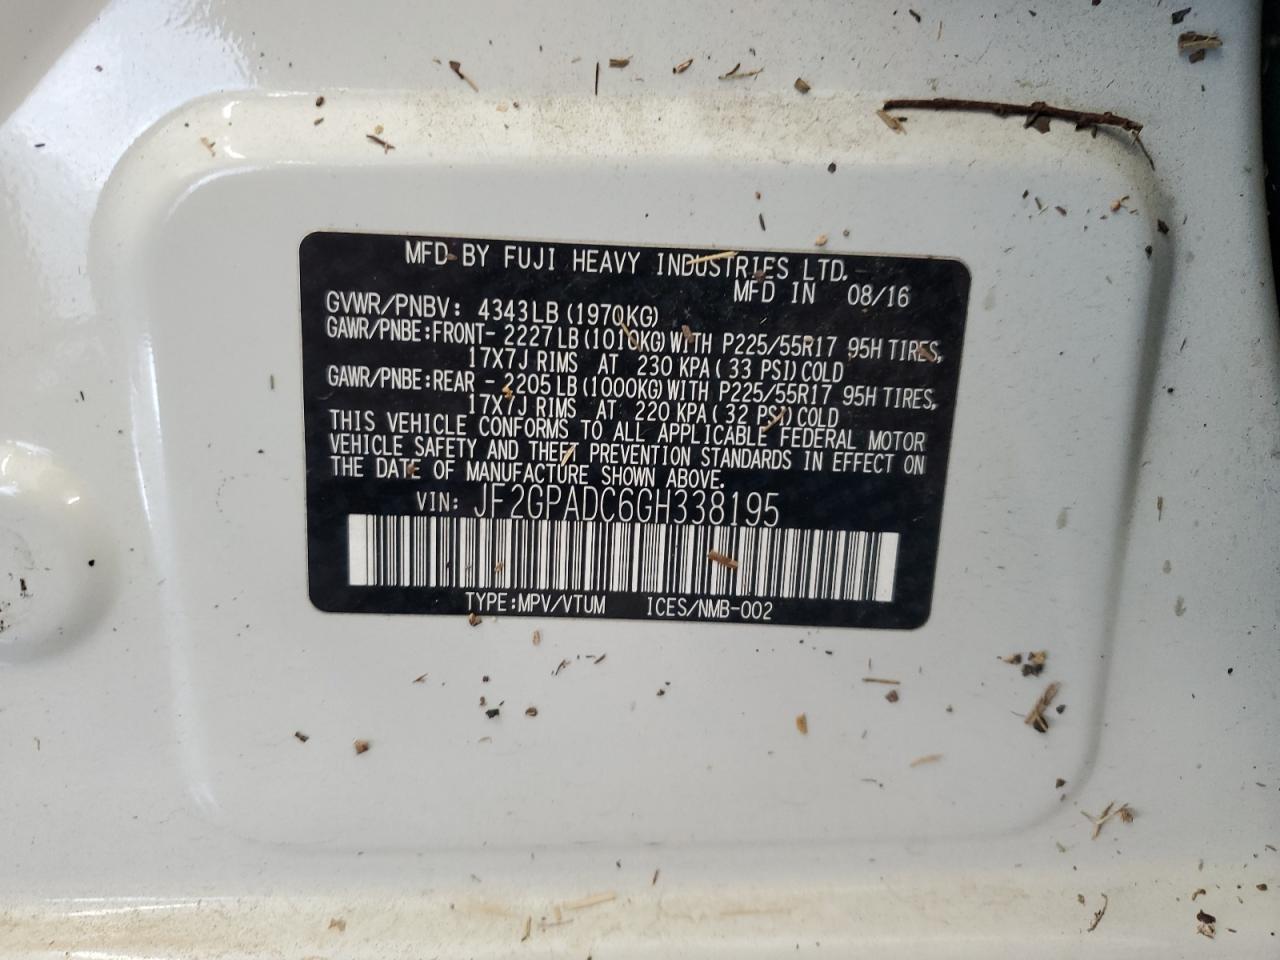 MFD BY FUJI HEAVY INDUSTRIES LTD.
MFD IN 08/16
GVWR/PNBV: 4343LB (1970KG)
GAWR/PNBE:FRONT- 2227 LB (1010KG) WITH P225/55R17 95H TIRES,
17X7J RIMS AT 230 KPA ( 33 PSI) COLD
GAWR/PNBE:REAR - 2205 LB (1000KG) WITH P225/55R17 95H TIRES,
17X7J RIMS AT 220 KPA ( 32 PSI) COLD
THIS VEHICLE CONFORMS TO ALL APPLICABLE FEDERAL MOTOR
VEHICLE SAFETY AND THEFT PREVENTION STANDARDS IN EFFECT ON
THE DATE OF MANUFACTURE SHOWN ABOVE.
VIN: JF2GPADC6GH338195
TYPE:MPV/VTUM ICES/NMB-002